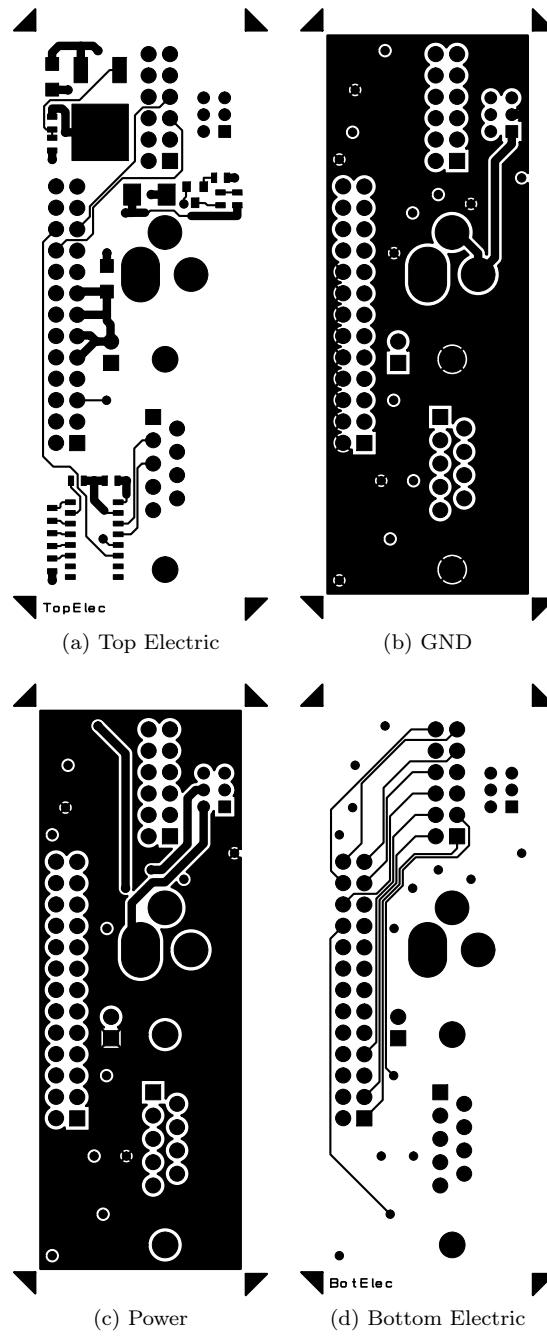 TopElec
(a) Top Electric
(b) GND
BotElec
(c) Power
(d) Bottom Electric